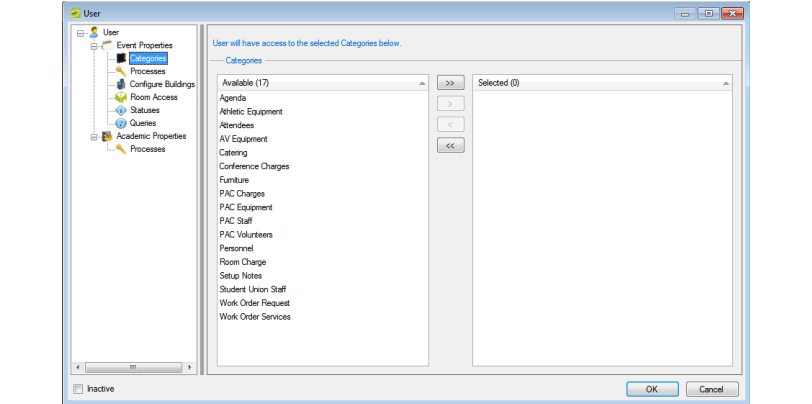 User
User
Event Properties
Categories
Processes
Configure Buildings
Room Access
Statuses
Queries
Academic Properties
Processes
User will have access to the selected Categories below.
Categories
Available (17)
Agenda
Athletic Equipment
Attendees
AV Equipment
Catering
Conference Charges
Furniture
PAC Charges
PAC Equipment
PAC Staff
PAC Volunteers
Personnel
Room Charge
Setup Notes
Student Union Staff
Work Order Request
Work Order Services
>>
>
<
<<
Selected (0)
Inactive
OK
Cancel